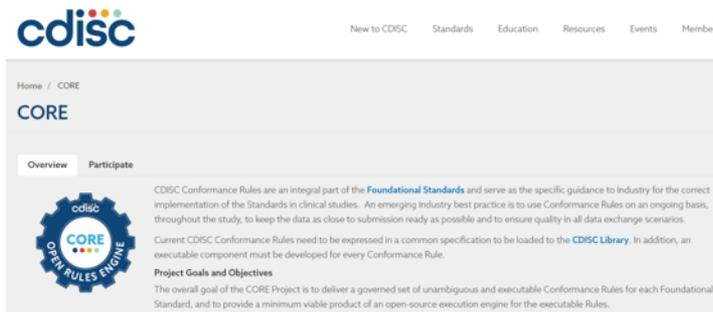 cdisc
New to CDISC Standards Education Resources Events Membe
Home / CORE
CORE
Overview Participate
cdisc
CORE
OPEN RULES ENGINE
CDISC Conformance Rules are an integral part of the Foundational Standards and serve as the specific guidance to Industry for the correct
implementation of the Standards in clinical studies. An emerging Industry best practice is to use Conformance Rules on an ongoing basis,
throughout the study, to keep the data as close to submission ready as possible and to ensure quality in all data exchange scenarios.
Current CDISC Conformance Rules need to be expressed in a common specification to be loaded to the CDISC Library. In addition, an
executable component must be developed for every Conformance Rule.
Project Goals and Objectives
The overall goal of the CORE Project is to deliver a governed set of unambiguous and executable Conformance Rules for each Foundational
Standard, and to provide a minimum viable product of an open-source execution engine for the executable Rules.